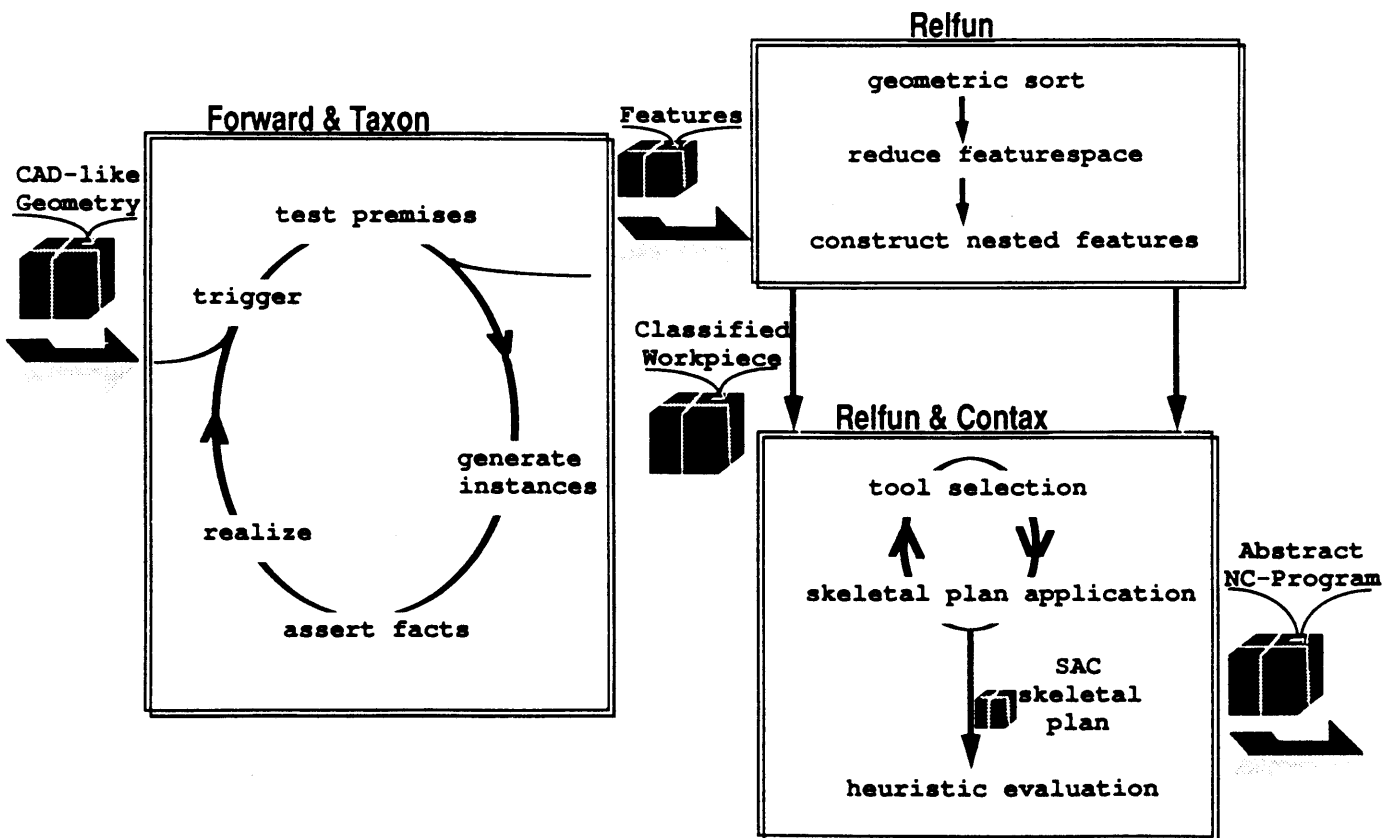 CAD-like
Geometry
Forward & Taxon
test premises
trigger
generate
instances
realize
assert facts
Features
Relfun
geometric sort
reduce featurespace
construct nested features
Classified
Workpiece
Relfun & Contax
tool selection
skeletal plan application
SAC
skeletal
plan
heuristic evaluation
Abstract
NC-Program